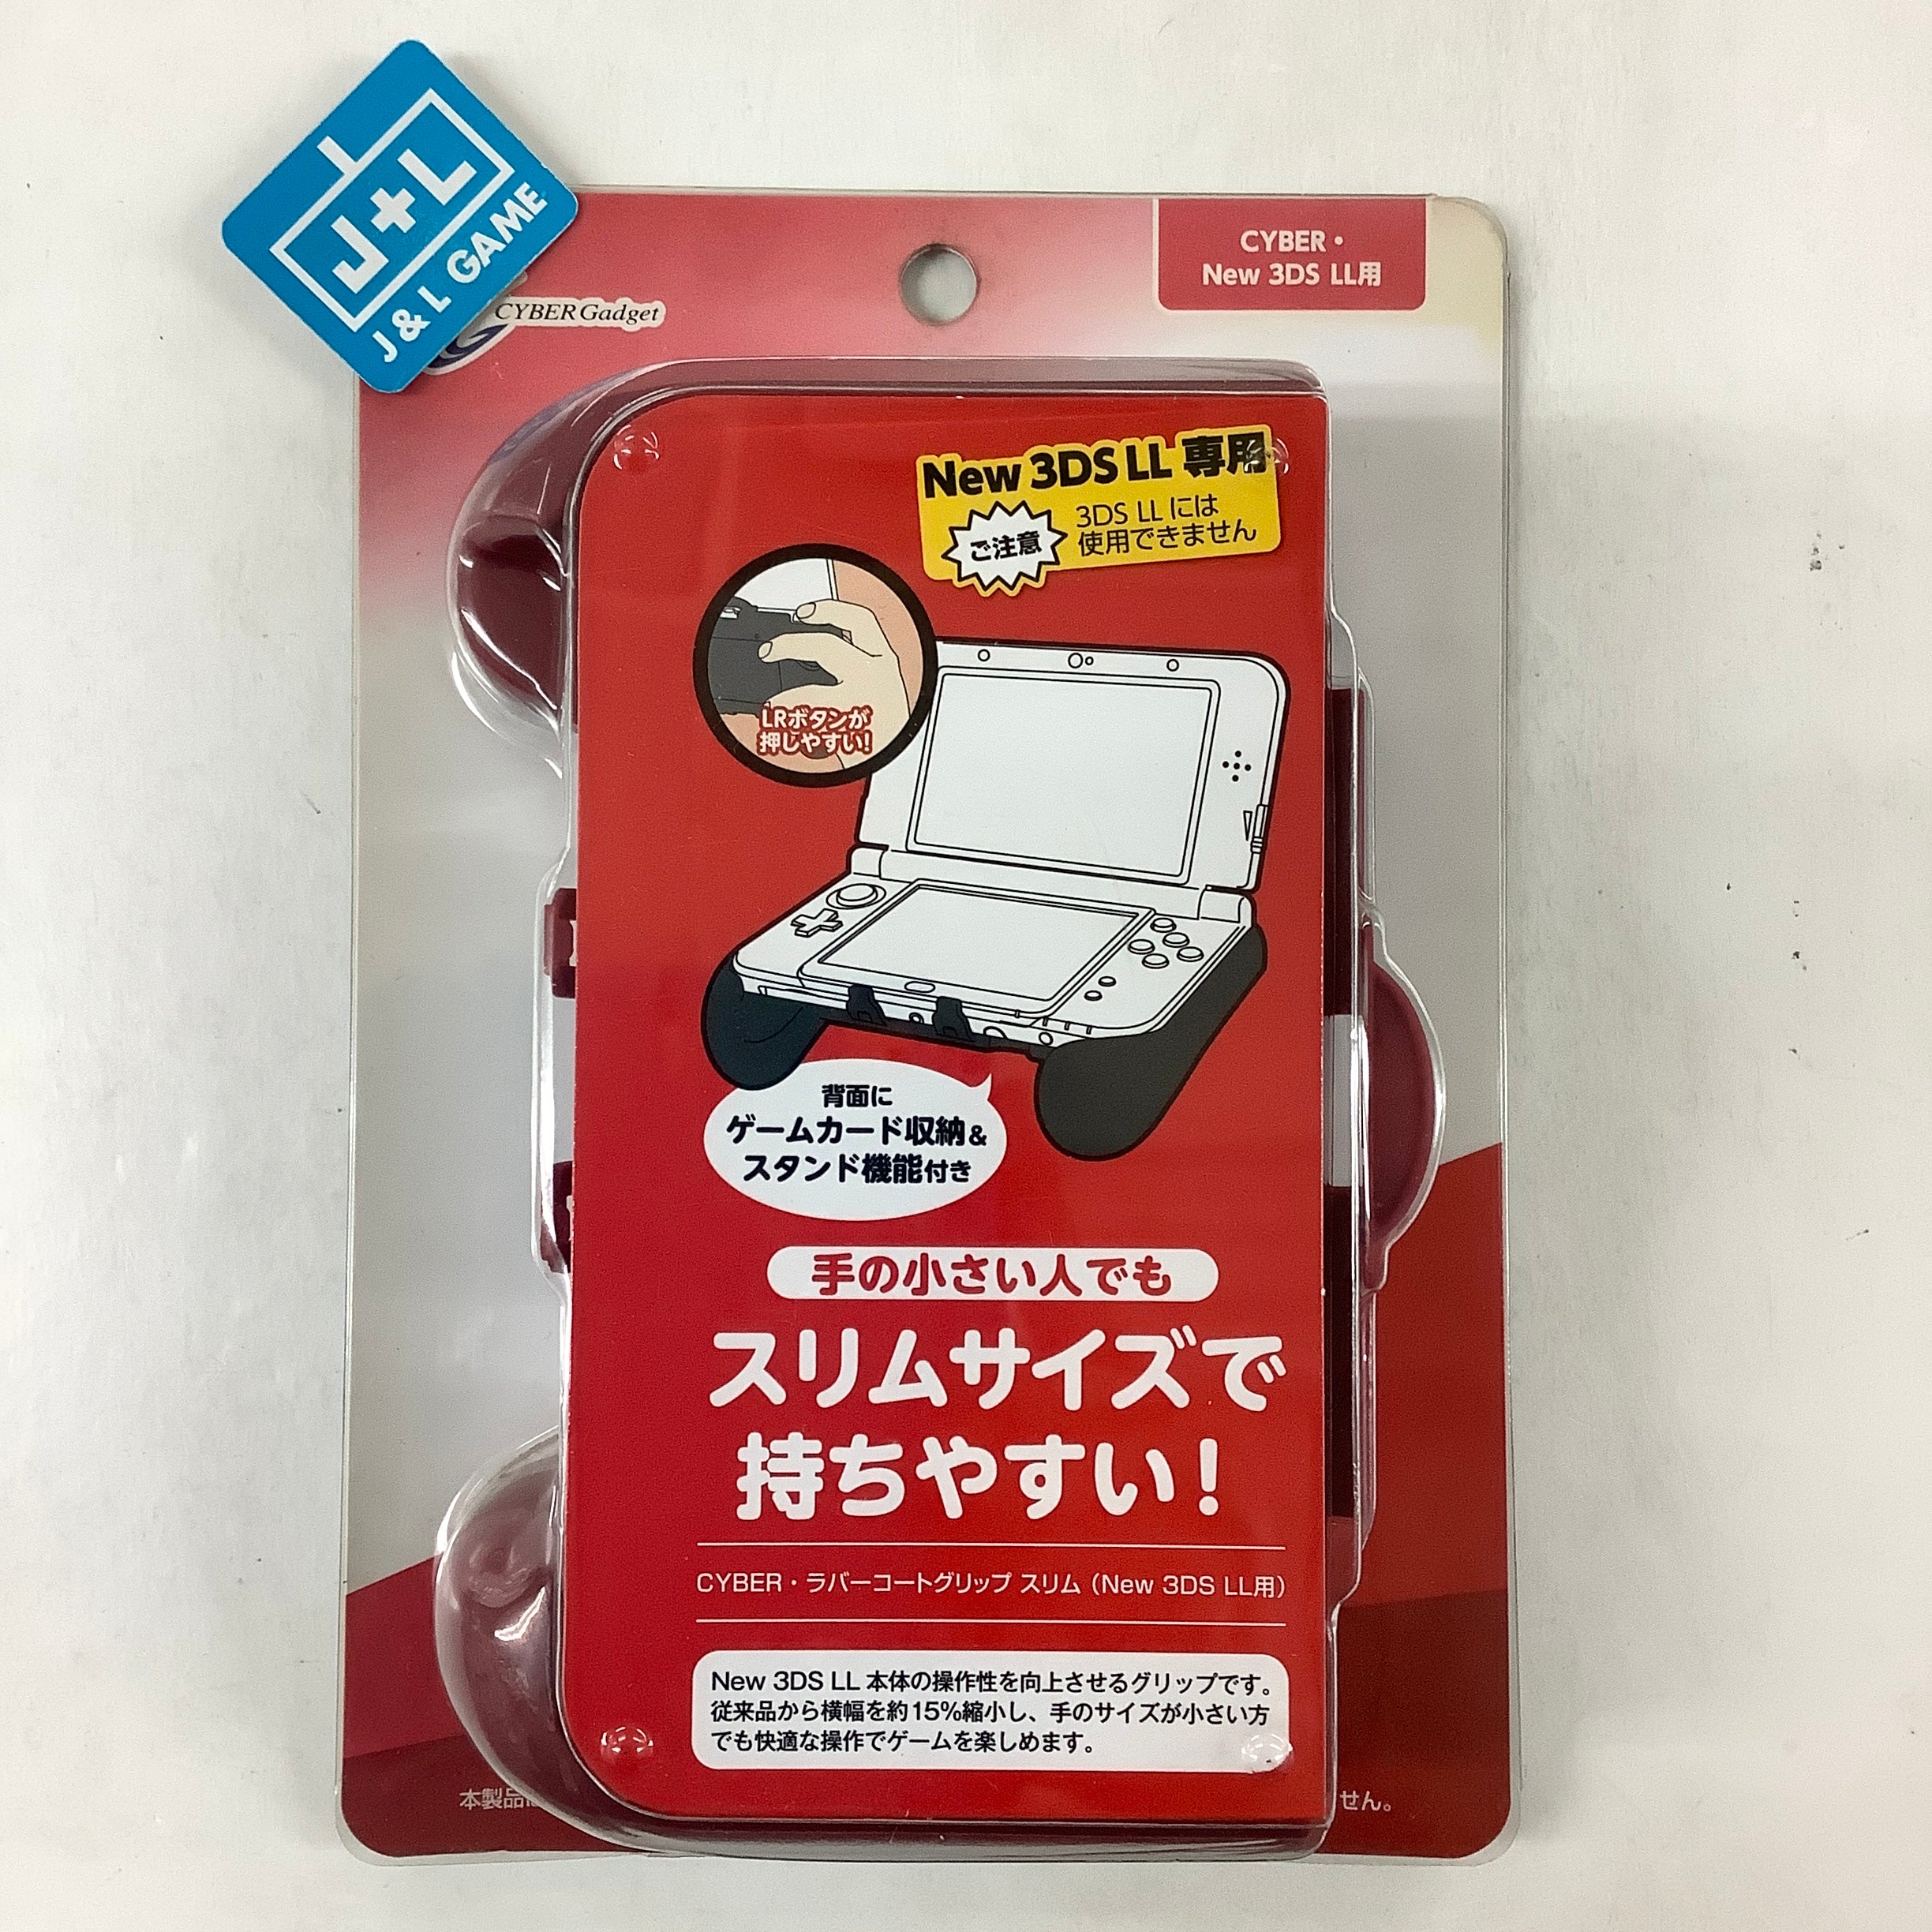 J+L
J & L GAME
CYBER Gadget
CYBER・
New 3DS LL用
New 3DS LL 専用
ご注意
3DS LL には
使用できません
LRボタンが
押しやすい!
背面に
ゲームカード収納&
スタンド機能付き
手の小さい人でも
スリムサイズで
持ちやすい!
CYBER・ラバーコートグリップ スリム（New 3DS LL用）
New 3DS LL 本体の操作性を向上させるグリップです。
従来品から横幅を約15%縮小し、手のサイズが小さい方
でも快適な操作でゲームを楽しめます。
本製品
せん。